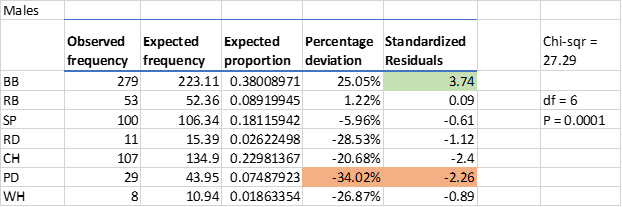 Males
Observed frequency Expected frequency Expected proportion Percentage deviation Standardized Residuals Chi-sqr = 27.29
BB 279 223.11 0.38008971 25.05% 3.74
RB 53 52.36 0.08919945 1.22% 0.09 df = 6
SP 100 106.34 0.18115942 -5.96% -0.61 P = 0.0001
RD 11 15.39 0.02622498 -28.53% -1.12
CH 107 134.9 0.22981367 -20.68% -2.4
PD 29 43.95 0.07487923 -34.02% -2.26
WH 8 10.94 0.01863354 -26.87% -0.89